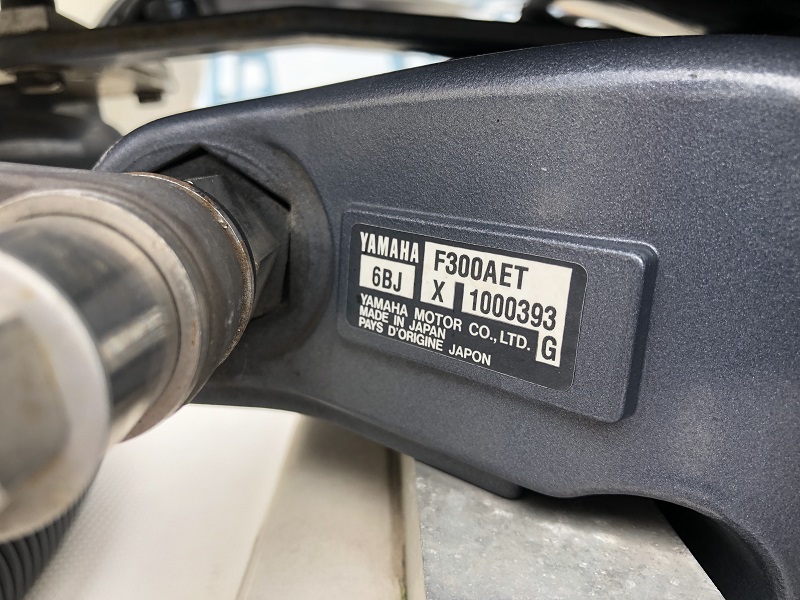 YAMAHA F300AET
6BJ X 1000393
YAMAHA MOTOR CO., LTD.
MADE IN JAPAN
PAYS D'ORIGINE JAPON G